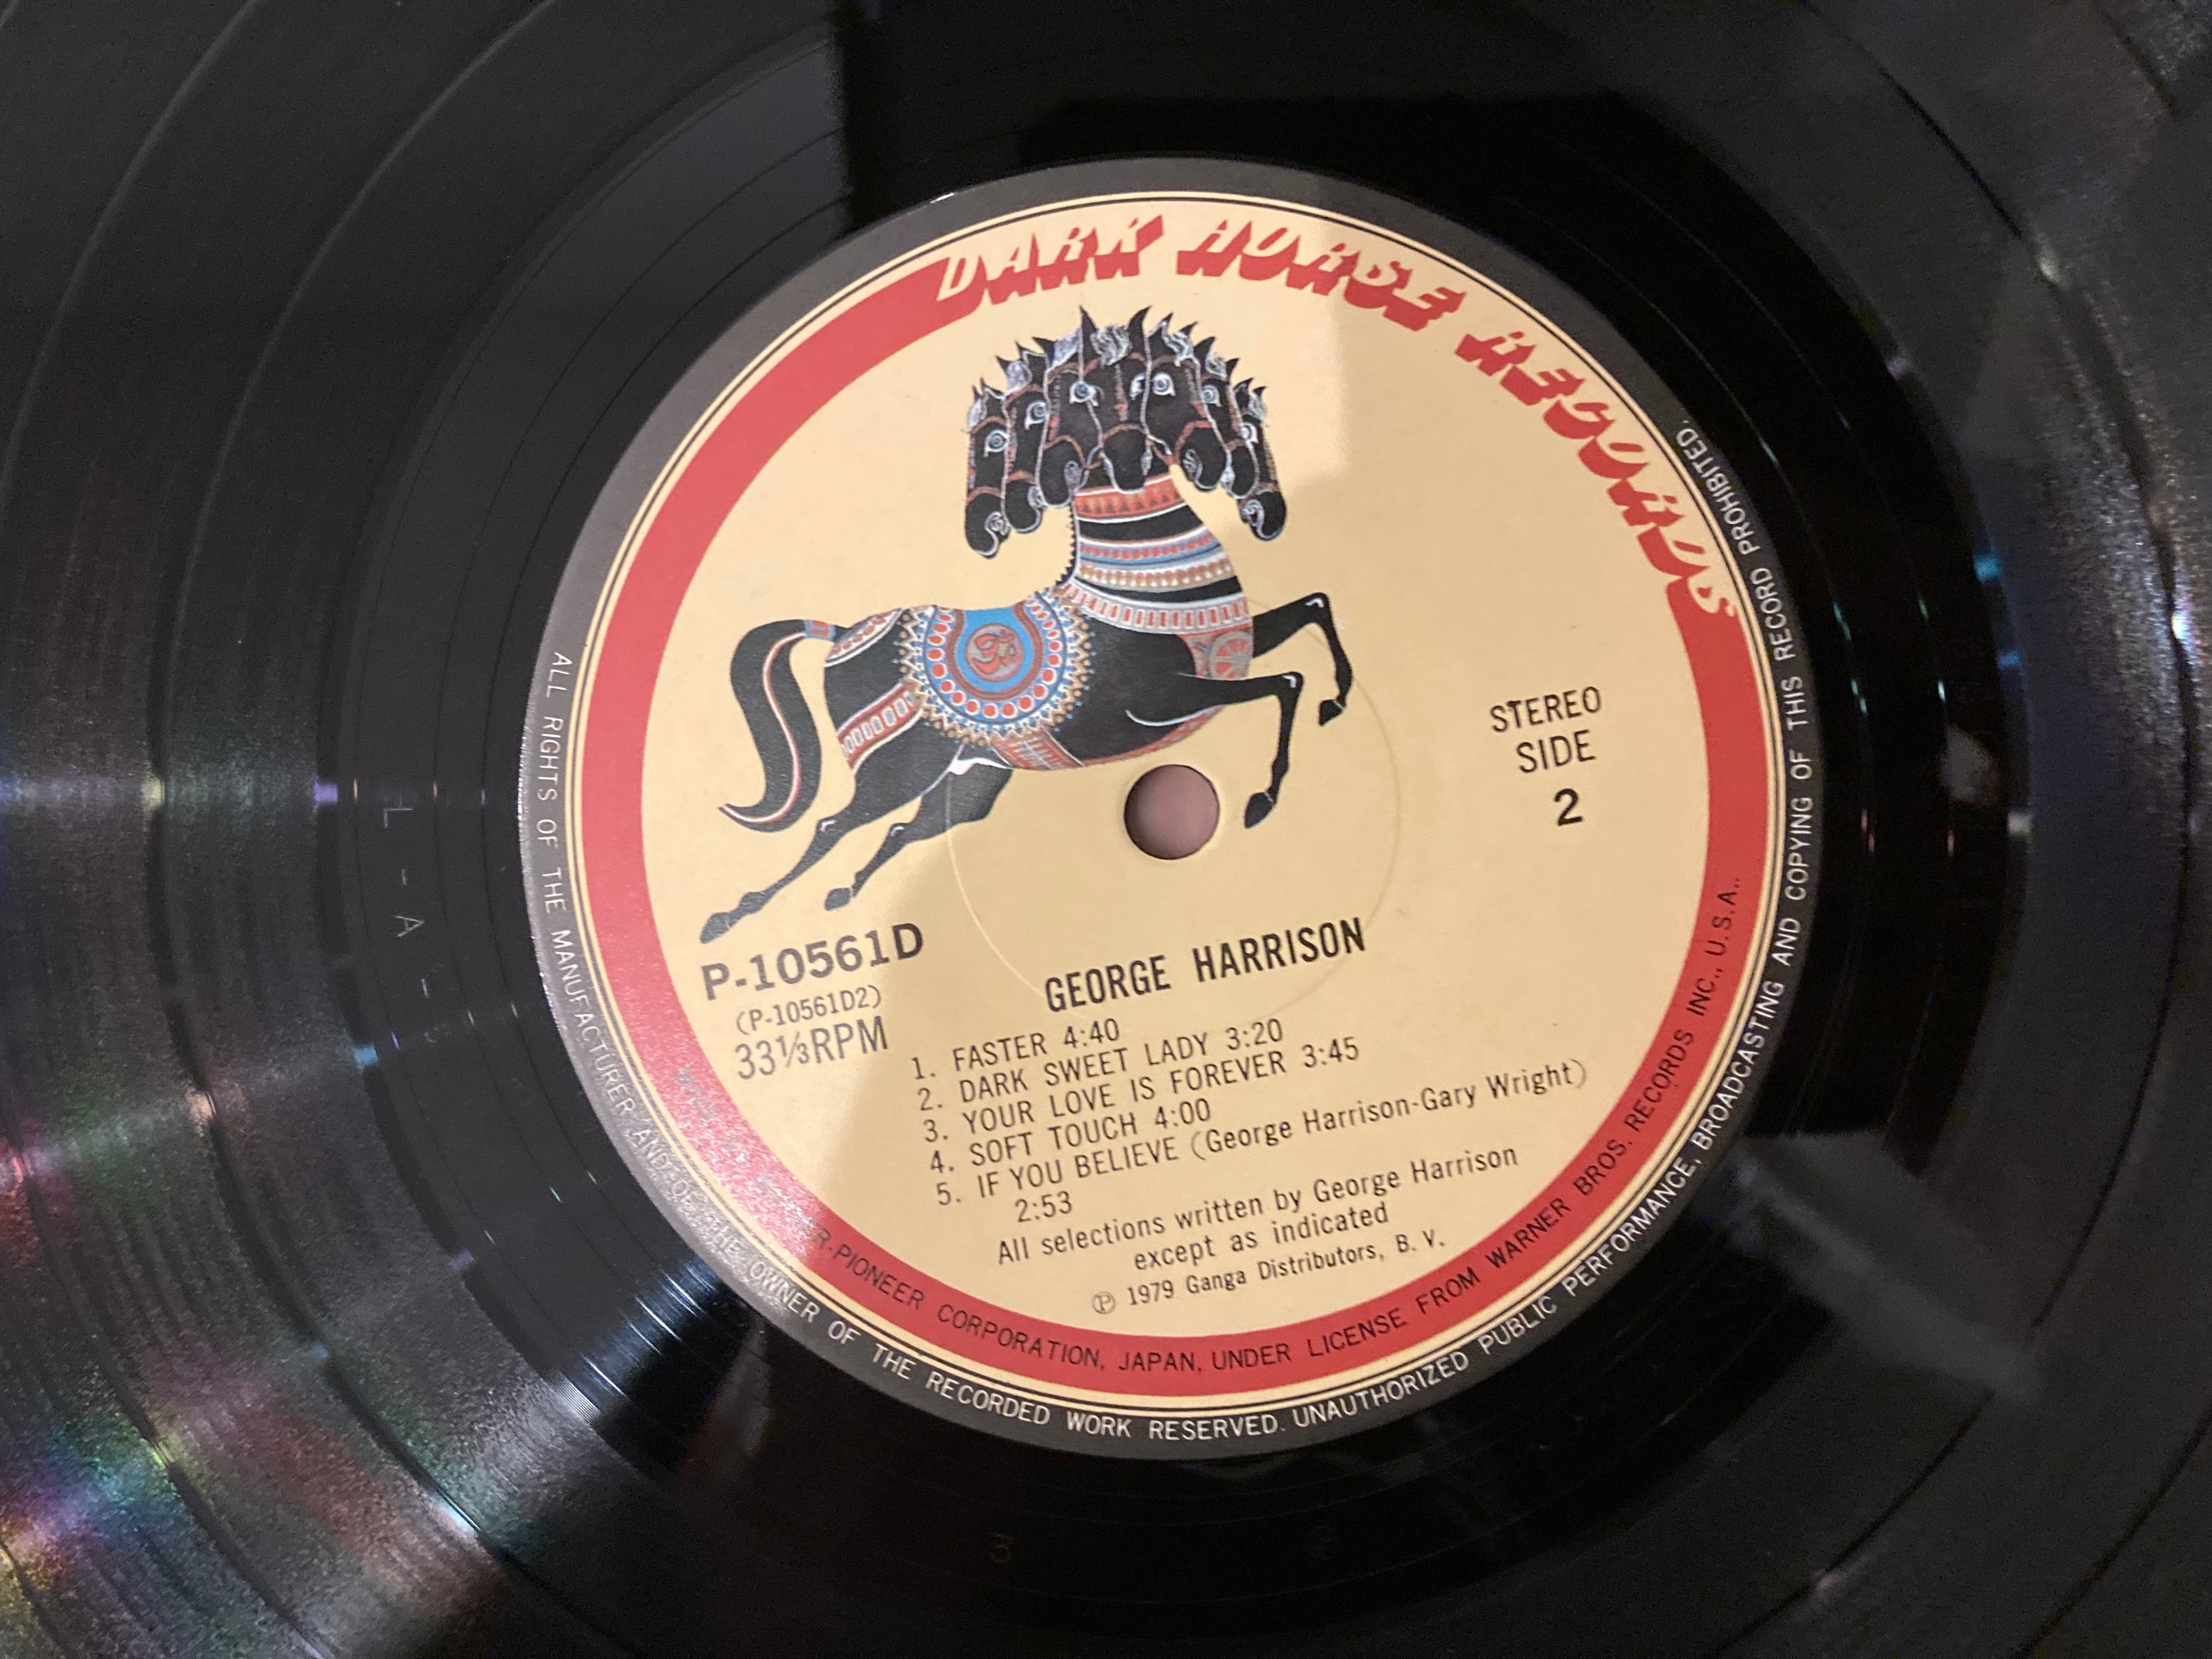 DARK HORSE RECORDS
STEREO
SIDE
2
P-10561D
(P-10561D2)
33⅓RPM
GEORGE HARRISON
1. FASTER 4:40
2. DARK SWEET LADY 3:20
3. YOUR LOVE IS FOREVER 3:45
4. SOFT TOUCH 4:00
5. IF YOU BELIEVE (George Harrison-Gary Wright)
2:53
All selections written by George Harrison
except as indicated
Ⓟ 1979 Ganga Distributors, B. V.
PIONEER CORPORATION, JAPAN, UNDER LICENSE FROM WARNER BROS. RECORDS INC., U.S.A..
ALL RIGHTS OF THE MANUFACTURER AND OF THE OWNER OF THE RECORDED WORK RESERVED. UNAUTHORIZED PUBLIC PERFORMANCE, BROADCASTING AND COPYING OF THIS RECORD PROHIBITED.
ॐ